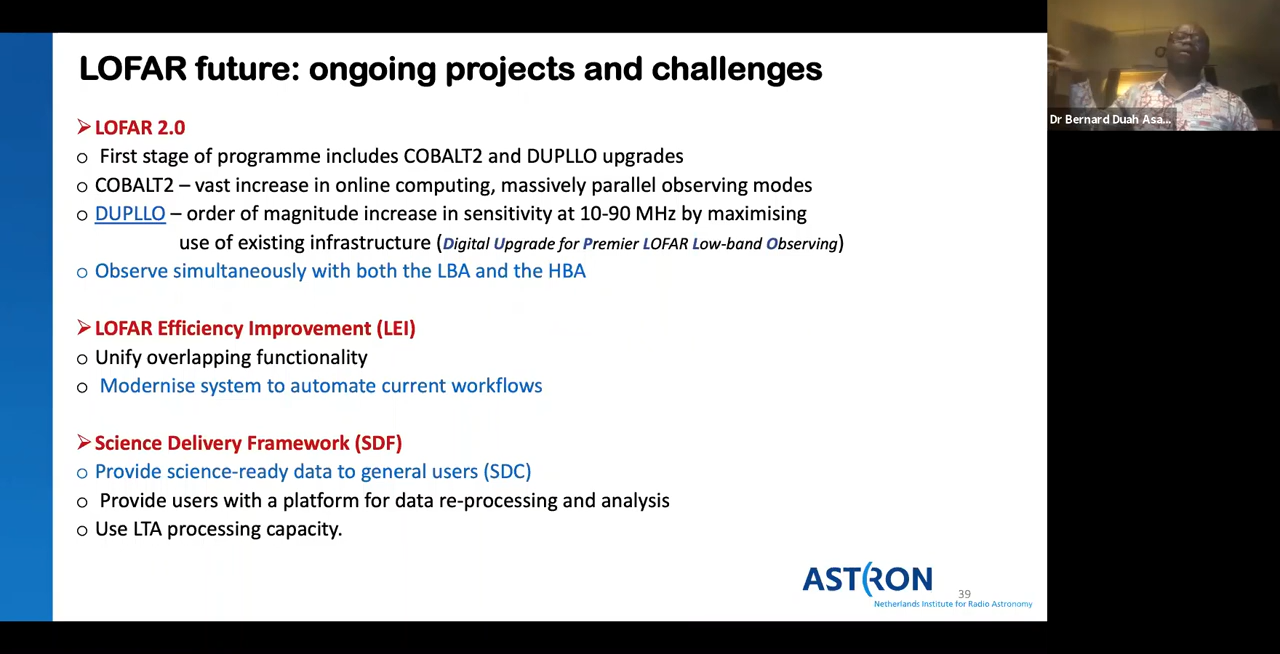 LOFAR future: ongoing projects and challenges
Dr Bernard Duah Asa...
➢LOFAR 2.0
o First stage of programme includes COBALT2 and DUPLLO upgrades
o COBALT2 – vast increase in online computing, massively parallel observing modes
o DUPLLO – order of magnitude increase in sensitivity at 10-90 MHz by maximising
use of existing infrastructure (Digital Upgrade for Premier LOFAR Low-band Observing)
o Observe simultaneously with both the LBA and the HBA
➢LOFAR Efficiency Improvement (LEI)
o Unify overlapping functionality
o Modernise system to automate current workflows
➢Science Delivery Framework (SDF)
o Provide science-ready data to general users (SDC)
o Provide users with a platform for data re-processing and analysis
o Use LTA processing capacity.
ASTRON
39
Netherlands Institute for Radio Astronomy